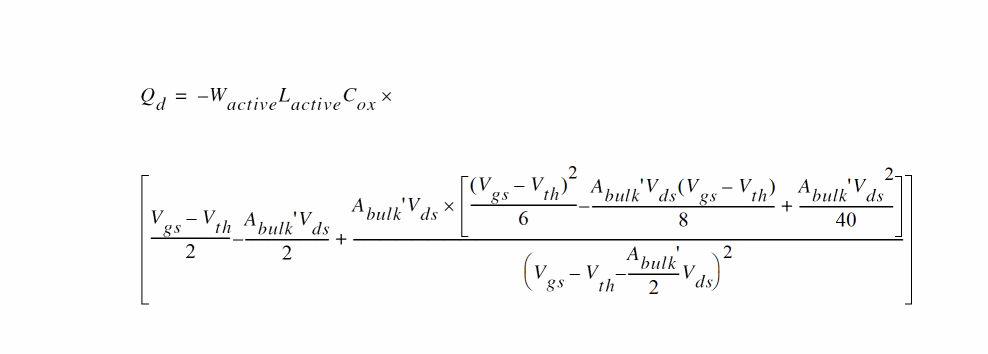 Q_d = –W_active L_active C_ox ×
[ (V_gs – V_th)/2 – (A_bulk' V_ds)/2 + ( A_bulk' V_ds × [ (V_gs – V_th)^2/6 – A_bulk' V_ds (V_gs – V_th)/8 + A_bulk' V_ds^2/40 ] ) / ( V_gs – V_th – (A_bulk'/2) V_ds )^2 ]